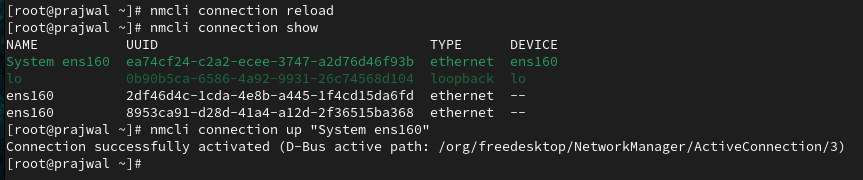 [root@prajwal ~]# nmcli connection reload
[root@prajwal ~]# nmcli connection show
NAME UUID TYPE DEVICE
System ens160 ea74cf24-c2a2-ecee-3747-a2d76d46f93b ethernet ens160
lo 0b90b5ca-6586-4a92-9931-26c74568d104 loopback lo
ens160 2df46d4c-1cda-4e8b-a445-1f4cd15da6fd ethernet --
ens160 8953ca91-d28d-41a4-a12d-2f36515ba368 ethernet --
[root@prajwal ~]# nmcli connection up "System ens160"
Connection successfully activated (D-Bus active path: /org/freedesktop/NetworkManager/ActiveConnection/3)
[root@prajwal ~]#